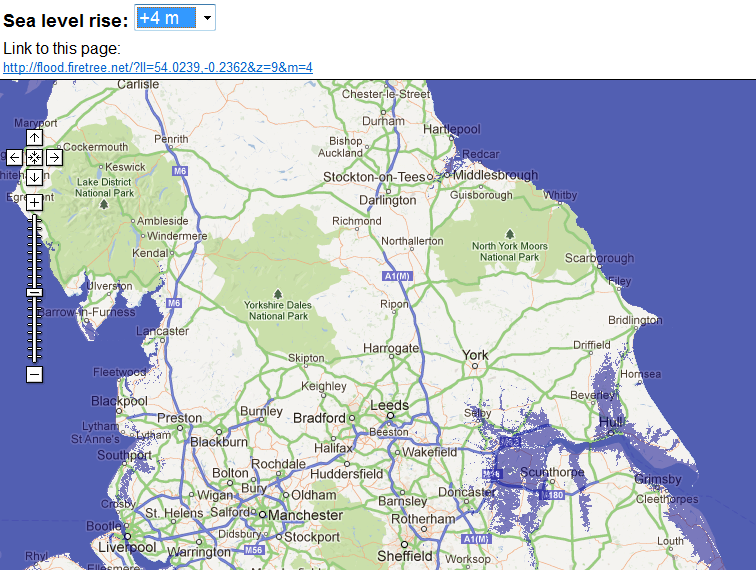 Sea level rise: +4 m
Link to this page:
http://flood.firetree.net/?ll=54.0239,-0.2362&z=9&m=4
Carlisle
Chester-le-Street
Maryport
Durham
Hartlepool
Penrith
Cockermouth
Bishop
Auckland
Redcar
Keswick
M6
Stockton-on-Tees
Middlesbrough
Lake District
National Park
Darlington
Guisborough
Whitby
Ambleside
Richmond
Windermere
Northallerton
North York Moors
National Park
Kendal
Scarborough
A1(M)
Filey
Ulverston
M6
Yorkshire Dales
National Park
Ripon
Barrow-in-Furness
Bridlington
Lancaster
Harrogate
York
Driffield
Skipton
Fleetwood
Hornsea
Keighley
Beverley
Blackpool
Leeds
Selby
Preston
Burnley
Bradford
Hull
Lytham
St Anne's
Lytham
Beeston
Blackburn
Halifax
Wakefield
Southport
Rochdale
Huddersfield
Bolton
Scunthorpe
Grimsby
Bury
Wigan
Oldham
Barnsley
Doncaster
M180
Cleethorpes
Crosby
St. Helens
Salford
Manchester
Rotherham
Bootle
Didsbury
Stockport
A1(M)
Louth
Liverpool
Warrington
M56
Sheffield
Worksop
Rhyl
Ellesmere